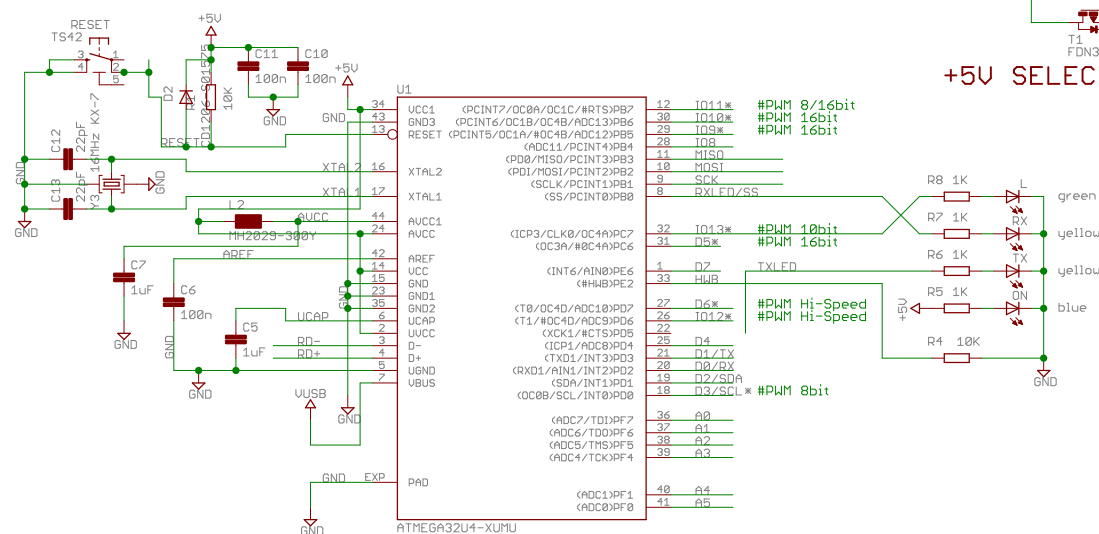 RESET
TS42
3
1
4
2
5
+5V
D2
R1
CD1206-S01575
10K
C11
100n
C10
100n
GND
+5V
GND
RESET
C12
22pF
16MHz KX-7
C13
22pF
Y3
GND
GND
GND
XTAL2
XTAL1
L2
AVCC
MH2029-300Y
AREF
C7
1uF
GND
C6
100n
GND
UCAP
C5
1uF
RD-
RD+
GND
VUSB
GND
GND
GND
EXP
GND
U1
34 VCC1
43 GND3
13 RESET
16 XTAL2
17 XTAL1
44 AVCC1
24 AVCC
42 AREF
14 VCC
15 GND
23 GND1
35 GND2
6 UCAP
2 UVCC
3 D-
4 D+
5 UGND
7 VBUS
PAD
(PCINT7/OC0A/OC1C/#RTS)PB7 12 IO11* #PWM 8/16bit
(PCINT6/OC1B/OC4B/ADC13)PB6 30 IO10* #PWM 16bit
(PCINT5/OC1A/#OC4B/ADC12)PB5 29 IO9* #PWM 16bit
(ADC11/PCINT4)PB4 28 IO8
(PD0/MISO/PCINT3)PB3 11 MISO
(PDI/MOSI/PCINT2)PB2 10 MOSI
(SCLK/PCINT1)PB1 9 SCK
(SS/PCINT0)PB0 8 RXLED/SS
(ICP3/CLK0/OC4A)PC7 32 IO13* #PWM 10bit
(OC3A/#0C4A)PC6 31 D5* #PWM 16bit
(INT6/AIN0)PE6 1 D7
(#HWB)PE2 33 HWB
TXLED
(T0/OC4D/ADC10)PD7 27 D6* #PWM Hi-Speed
(T1/#OC4D/ADC9)PD6 26 IO12* #PWM Hi-Speed
(XCK1/#CTS)PD5 22
(ICP1/ADC8)PD4 25 D4
(TXD1/INT3)PD3 21 D1/TX
(RXD1/AIN1/INT2)PD2 20 D0/RX
(SDA/INT1)PD1 19 D2/SDA
(OC0B/SCL/INT0)PD0 18 D3/SCL* #PWM 8bit
(ADC7/TDI)PF7 36 A0
(ADC6/TDO)PF6 37 A1
(ADC5/TMS)PF5 38 A2
(ADC4/TCK)PF4 39 A3
(ADC1)PF1 40 A4
(ADC0)PF0 41 A5
ATMEGA32U4-XUMU
T1
FDN3
+5V SELEC
R8 1K L green
R7 1K RX yellow
R6 1K TX yellow
+5V R5 1K ON blue
R4 10K
GND